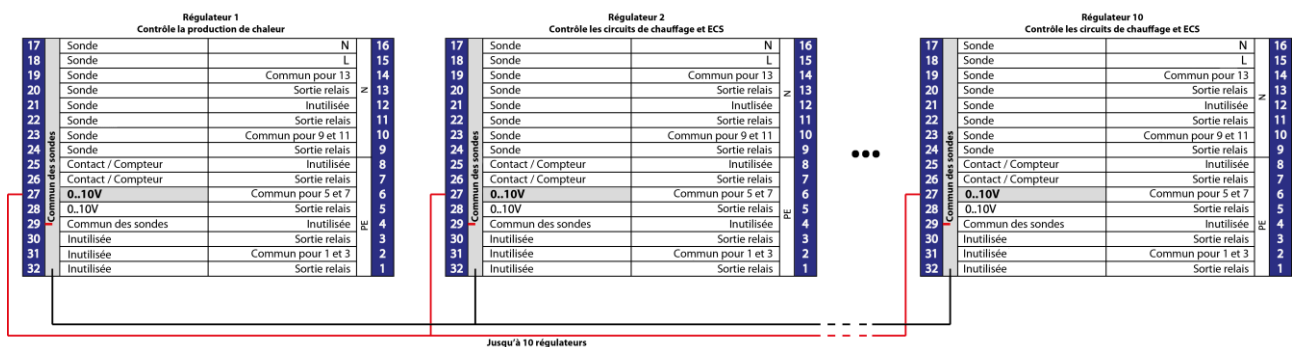 Régulateur 1
Contrôle la production de chaleur
17 Sonde N 16
18 Sonde L 15
19 Sonde Commun pour 13 14
20 Sonde Sortie relais N 13
21 Sonde Inutilisée 12
22 Sonde Sortie relais 11
23 Sonde Commun pour 9 et 11 10
24 Sonde Sortie relais 9
25 Contact / Compteur Inutilisée 8
26 Contact / Compteur Sortie relais 7
27 0..10V Commun pour 5 et 7 6
28 0..10V Sortie relais 5
29 Commun des sondes Inutilisée PE 4
30 Inutilisée Sortie relais 3
31 Inutilisée Commun pour 1 et 3 2
32 Inutilisée Sortie relais 1
Commun des sondes
Régulateur 2
Contrôle les circuits de chauffage et ECS
17 Sonde N 16
18 Sonde L 15
19 Sonde Commun pour 13 14
20 Sonde Sortie relais N 13
21 Sonde Inutlisée 12
22 Sonde Sortie relais 11
23 Sonde Commun pour 9 et 11 10
24 Sonde Sortie relais 9
25 Contact / Compteur Inutilisée 8
26 Contact / Compteur Sortie relais 7
27 0..10V Commun pour 5 et 7 6
28 0..10V Sortie relais PE 5
29 Commun des sondes Inutilisée 4
30 Inutilisée Sortie relais 3
31 Inutilisée Commun pour 1 et 3 2
32 Inutilisée Sortie relais 1
Commun des sondes
•••
Régulateur 10
Contrôle les circuits de chauffage et ECS
17 Sonde N 16
18 Sonde L 15
19 Sonde Commun pour 13 14
20 Sonde Sortie relais N 13
21 Sonde Inutilisée 12
22 Sonde Sortie relais 11
23 Sonde Commun pour 9 et 11 10
24 Sonde Sortie relais 9
25 Contact / Compteur Inutilisée 8
26 Contact / Compteur Sortie relais 7
27 0..10V Commun pour 5 et 7 6
28 0..10V Sortie relais 5
29 Commun des sondes Inutilisée PE 4
30 Inutilisée Sortie relais 3
31 Inutilisée Commun pour 1 et 3 2
32 Inutilisée Sortie relais 1
Commun des sondes
Jusqu'à 10 régulateurs